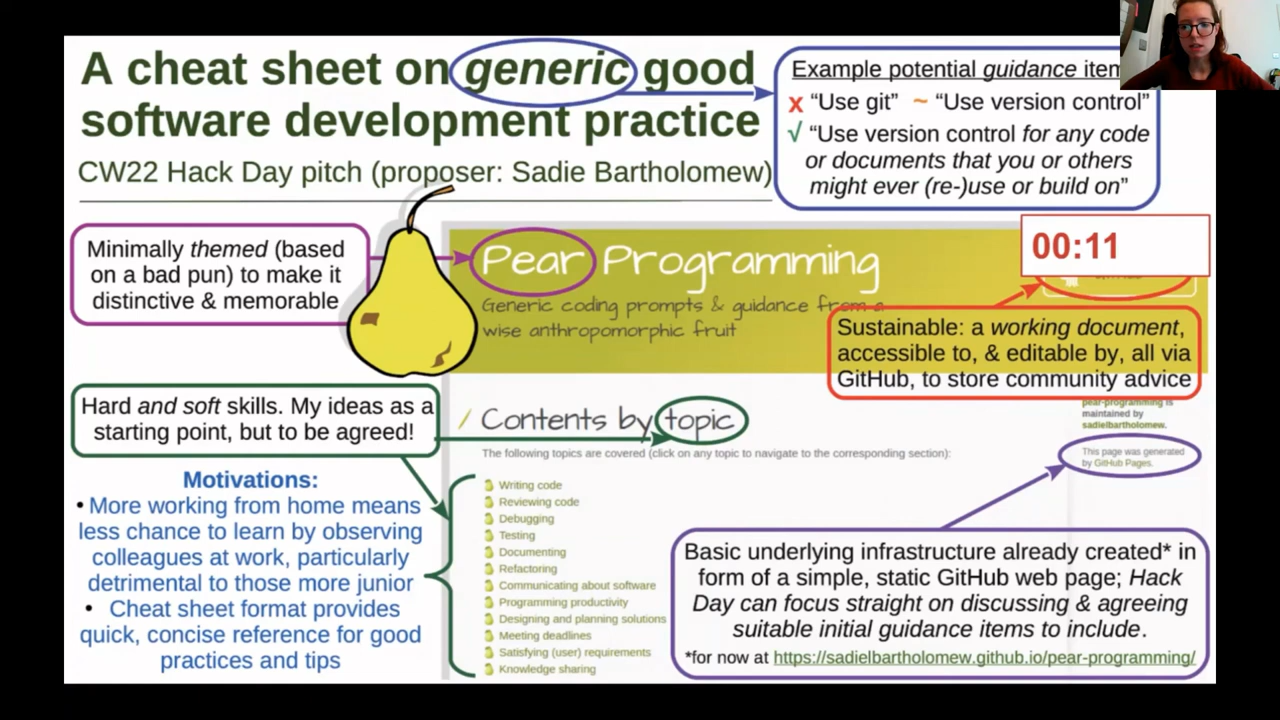 A cheat sheet on generic good
software development practice
CW22 Hack Day pitch (proposer: Sadie Bartholomew)
Example potential guidance item
x "Use git" ~ "Use version control"
√ "Use version control for any code
or documents that you or others
might ever (re-)use or build on"
Minimally themed (based
on a bad pun) to make it
distinctive & memorable
Pear Programming
Generic coding prompts & guidance from a
wise anthropomorphic fruit
00:11
Sustainable: a working document,
accessible to, & editable by, all via
GitHub, to store community advice
pear-programming is
maintained by
sadielbartholomew.
This page was generated
by GitHub Pages.
Hard and soft skills. My ideas as a
starting point, but to be agreed!
/ Contents by topic
The following topics are covered (click on any topic to navigate to the corresponding section):
Writing code
Reviewing code
Debugging
Testing
Documenting
Refactoring
Communicating about software
Programming productivity
Designing and planning solutions
Meeting deadlines
Satisfying (user) requirements
Knowledge sharing
Motivations:
• More working from home means
less chance to learn by observing
colleagues at work, particularly
detrimental to those more junior
• Cheat sheet format provides
quick, concise reference for good
practices and tips
Basic underlying infrastructure already created* in
form of a simple, static GitHub web page; Hack
Day can focus straight on discussing & agreeing
suitable initial guidance items to include.
*for now at https://sadielbartholomew.github.io/pear-programming/